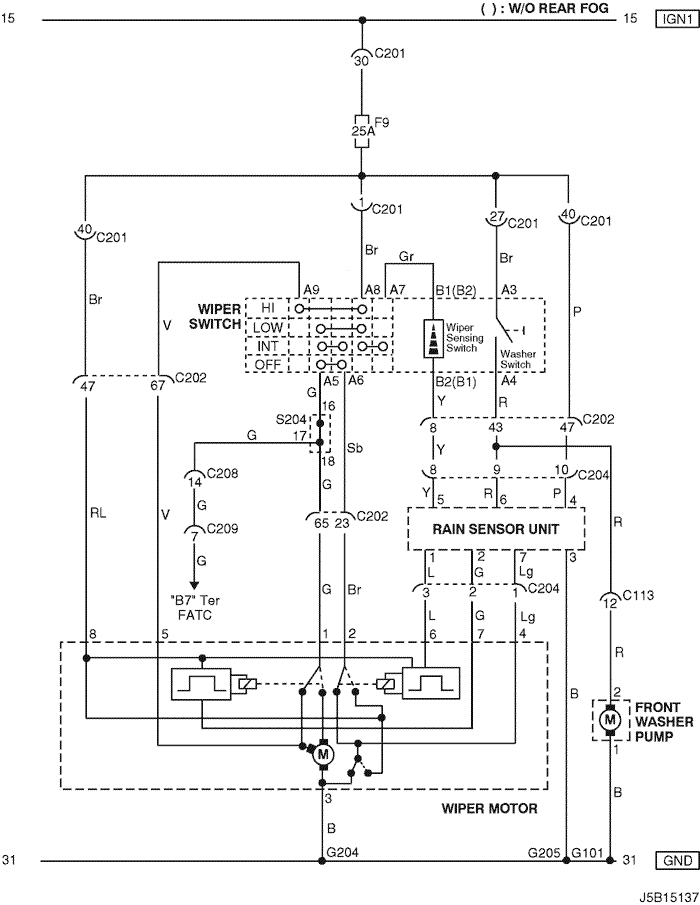 ( ) : W/O REAR FOG
15 15 IGN1
30 C201
F9
25A
40 C201
1 C201
27 C201
40 C201
Br V Br Gr Br P
A9 A8 A7 B1(B2) A3
WIPER SWITCH
HI
LOW
INT
OFF
Wiper Sensing Switch
Washer Switch
A5 A6 B2(B1) A4
47 67 C202
G 16
S204
17
18
G
Sb
G
Y R
8 43 47 C202
Y
8 9 10 C204
Y 5 R 6 P 4
C208
14
G
C209
7
G
"B7" Ter
FATC
RL V
65 23 C202
RAIN SENSOR UNIT
1 2 7 3
L G Lg
3 2 1 C204
L G Lg
G Br
R
C113
12
R
8 5 1 2 6 7 4
B
2
M
FRONT WASHER PUMP
1
B
M
3
WIPER MOTOR
B
G204 G205 G101
31 31 GND
J5B15137